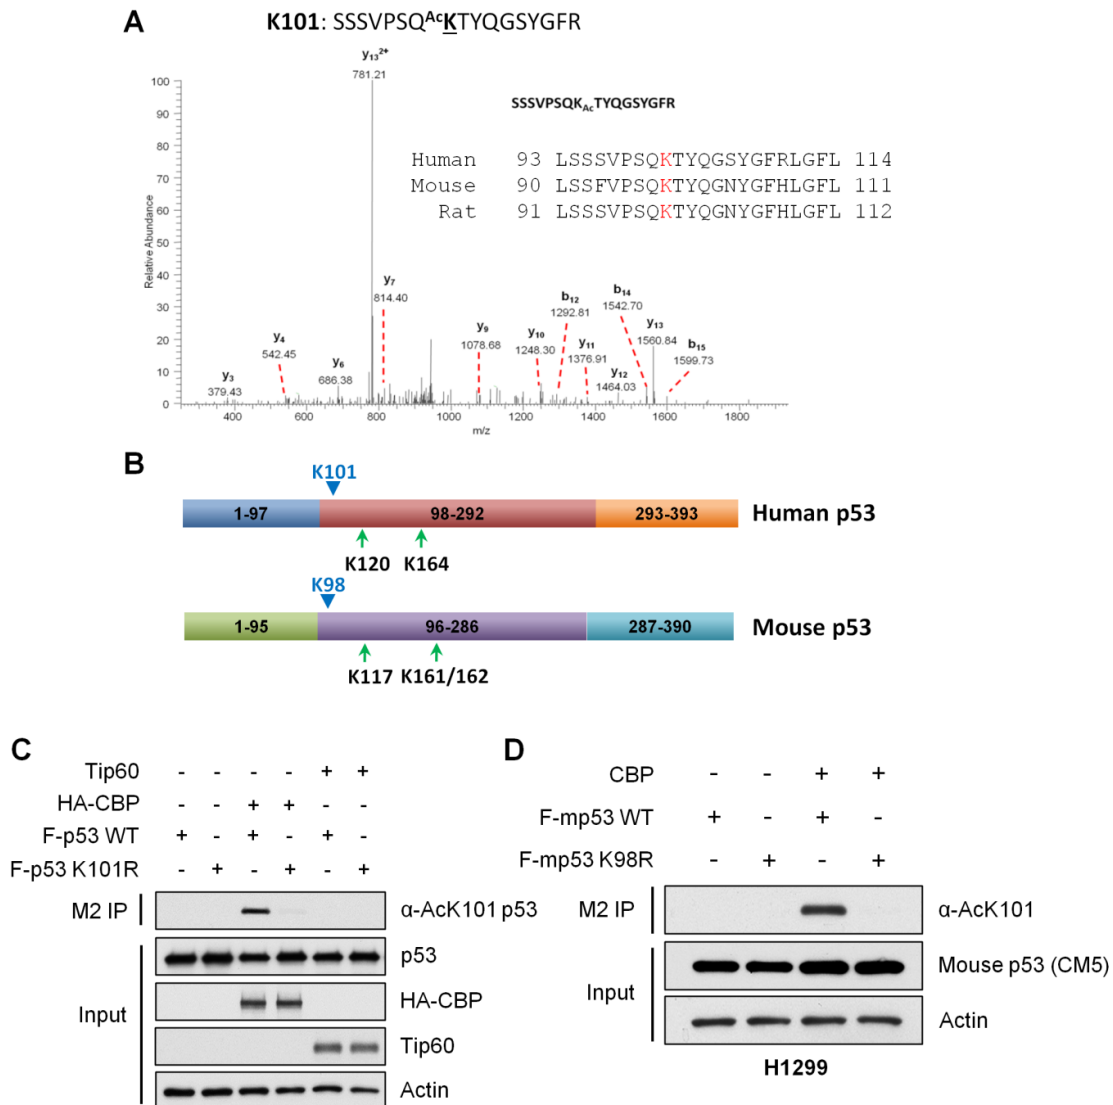 A
K101: SSSVPSQAcKTYQGSYGFR
y13 2+
781.21
SSSVPSQKAcTYQGSYGFR
Human 93 LSSSVPSQKTYQGSYGFRLGFL 114
Mouse 90 LSSFVPSQKTYQGNYGFHLGFL 111
Rat 91 LSSSVPSQKTYQGNYGFHLGFL 112
100
90
80
70
60
50
40
30
20
10
0
Relative Abundance
y3
379.43
y4
542.45
y6
686.38
y7
814.40
y9
1078.68
y10
1248.30
b12
1292.81
y11
1376.91
y12
1464.03
b14
1542.70
y13
1560.84
b15
1599.73
400 600 800 1000 1200 1400 1600 1800
m/z
B
K101
1-97 98-292 293-393 Human p53
K120 K164
K98
1-95 96-286 287-390 Mouse p53
K117 K161/162
C
Tip60 - - - - + +
HA-CBP - - + + - -
F-p53 WT + - + - + -
F-p53 K101R - + - + - +
M2 IP α-AcK101 p53
Input
p53
HA-CBP
Tip60
Actin
D
CBP - - + +
F-mp53 WT + - + -
F-mp53 K98R - + - +
M2 IP α-AcK101
Input
Mouse p53 (CM5)
Actin
H1299